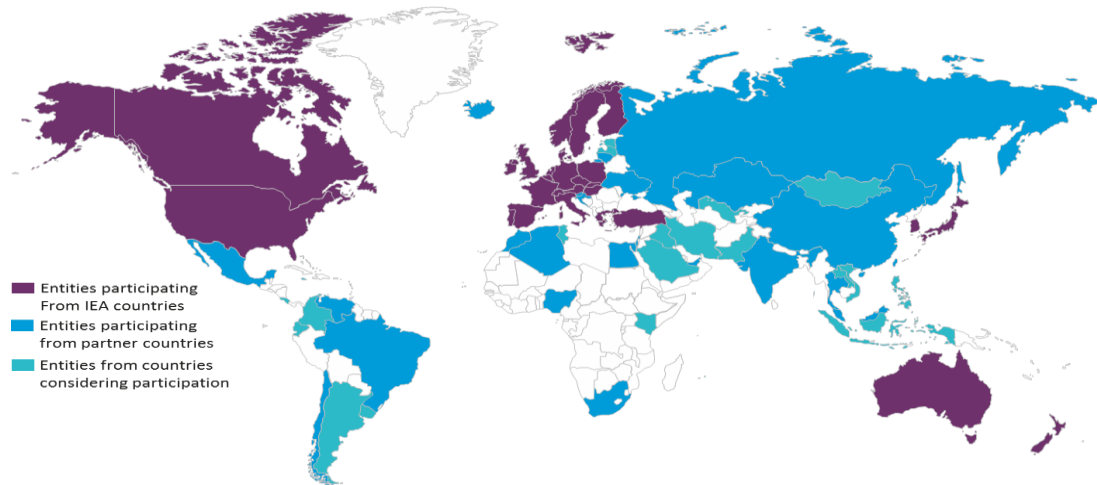 Entities participating
From IEA countries
Entities participating
from partner countries
Entities from countries
considering participation